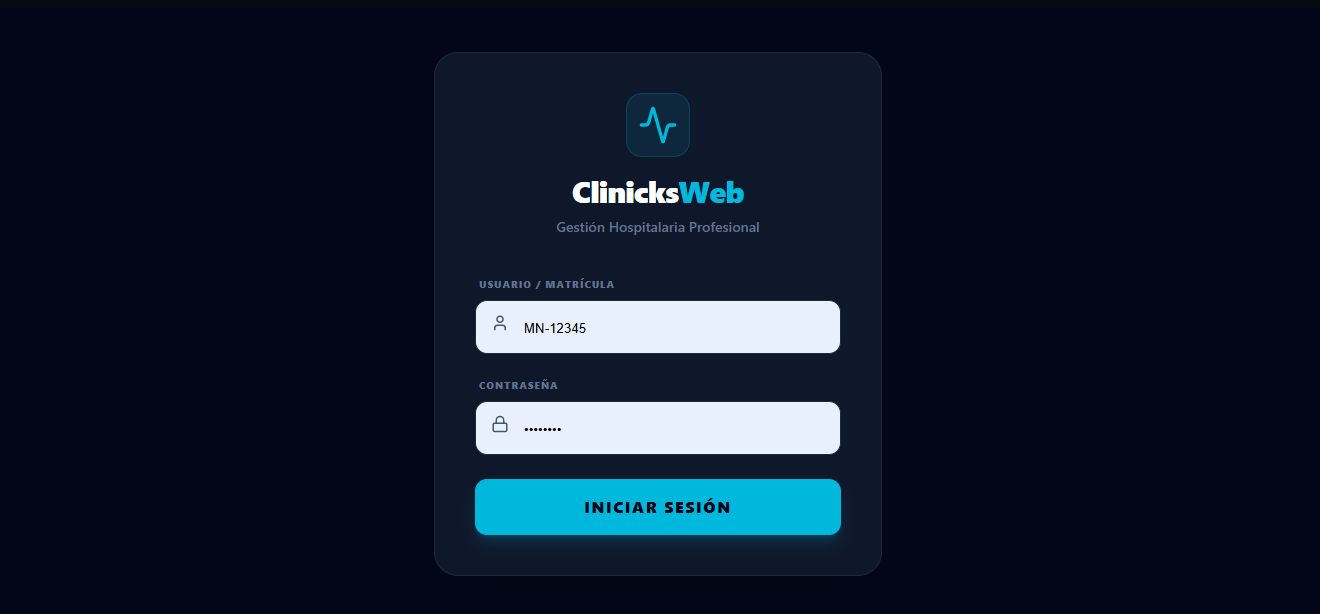 ClinicksWeb
Gestión Hospitalaria Profesional
USUARIO / MATRÍCULA
MN-12345
CONTRASEÑA
••••••••
INICIAR SESIÓN